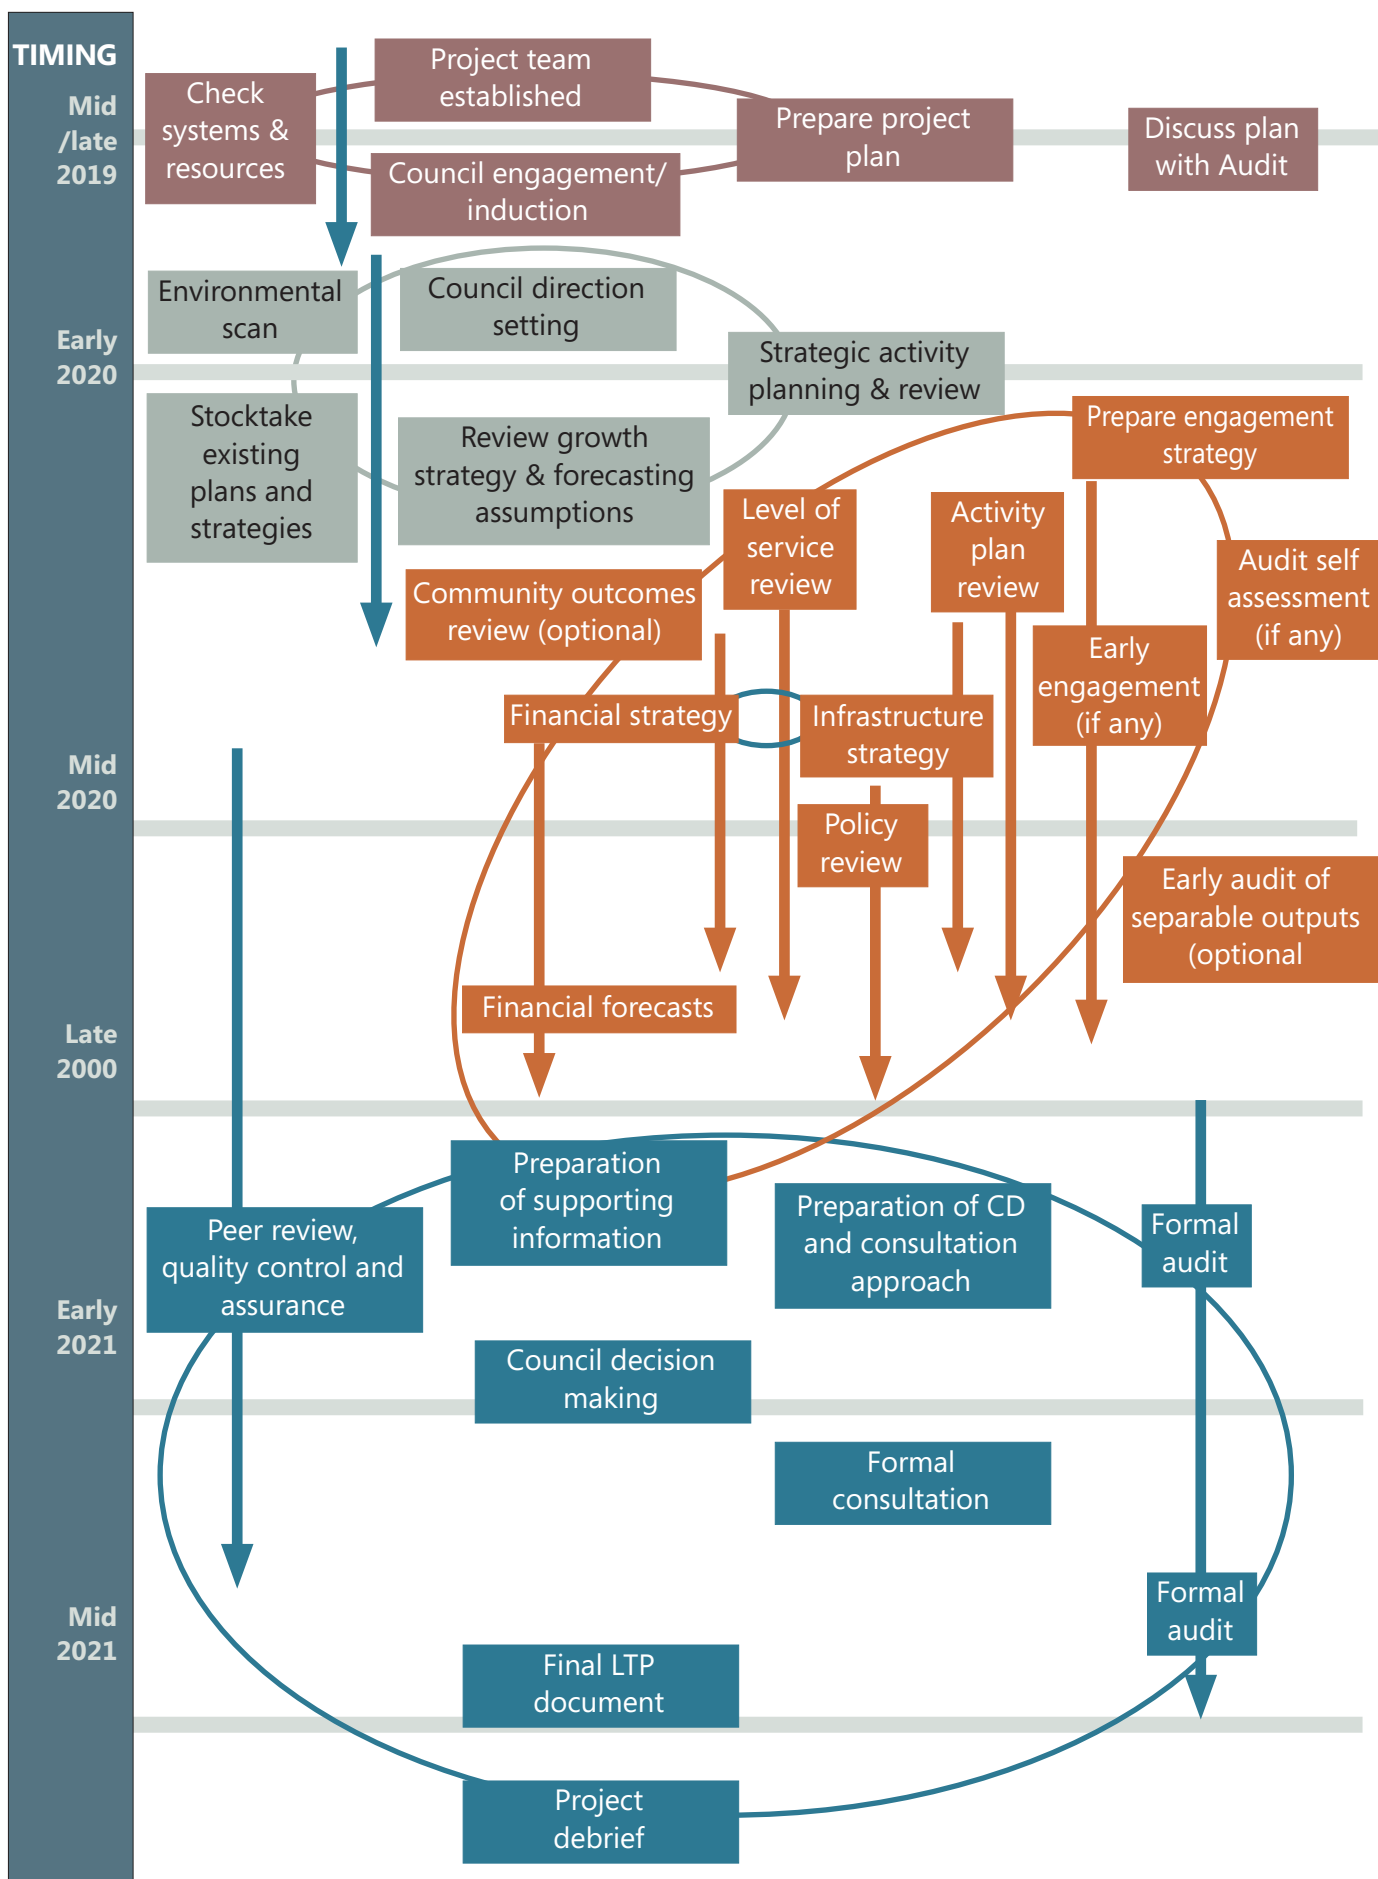 TIMING
Mid
/late
2019
Check
systems &
resources
Project team
established
Council engagement/
induction
Prepare project
plan
Discuss plan
with Audit
Early
2020
Environmental
scan
Council direction
setting
Strategic activity
planning & review
Stocktake
existing
plans and
strategies
Review growth
strategy & forecasting
assumptions
Prepare engagement
strategy
Level of
service
review
Activity
plan
review
Audit self
assessment
(if any)
Community outcomes
review (optional)
Early
engagement
(if any)
Financial strategy
Infrastructure
strategy
Mid
2020
Policy
review
Early audit of
separable outputs
(optional
Financial forecasts
Late
2000
Preparation
of supporting
information
Preparation of CD
and consultation
approach
Formal
audit
Peer review,
quality control and
assurance
Early
2021
Council decision
making
Formal
consultation
Formal
audit
Mid
2021
Final LTP
document
Project
debrief